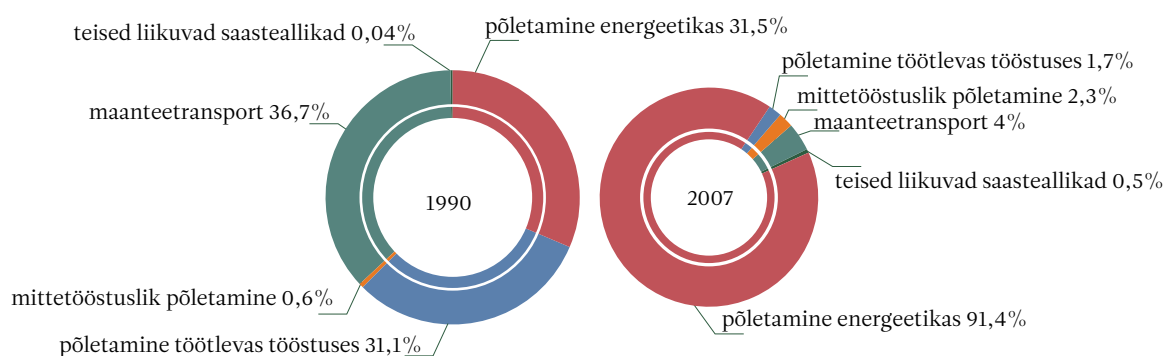 teised liikuvad saasteallikad 0,04%
põletamine energeetikas 31,5%
maanteetransport 36,7%
1990
mittetööstuslik põletamine 0,6%
põletamine töötlevas tööstuses 31,1%
põletamine töötlevas tööstuses 1,7%
mittetööstuslik põletamine 2,3%
maanteetransport 4%
teised liikuvad saasteallikad 0,5%
2007
põletamine energeetikas 91,4%